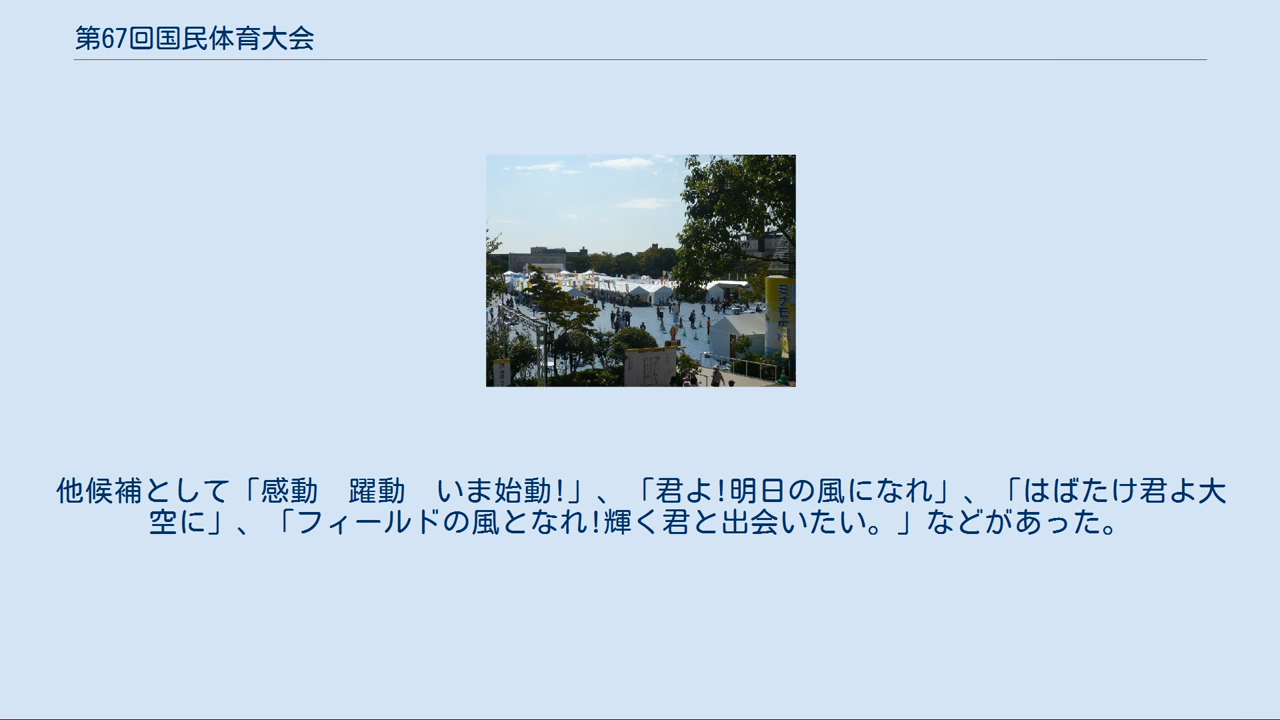 第67回国民体育大会
他候補として「感動　躍動　いま始動!」、「君よ!明日の風になれ」、「はばたけ君よ大
空に」、「フィールドの風となれ!輝く君と出会いたい。」などがあった。